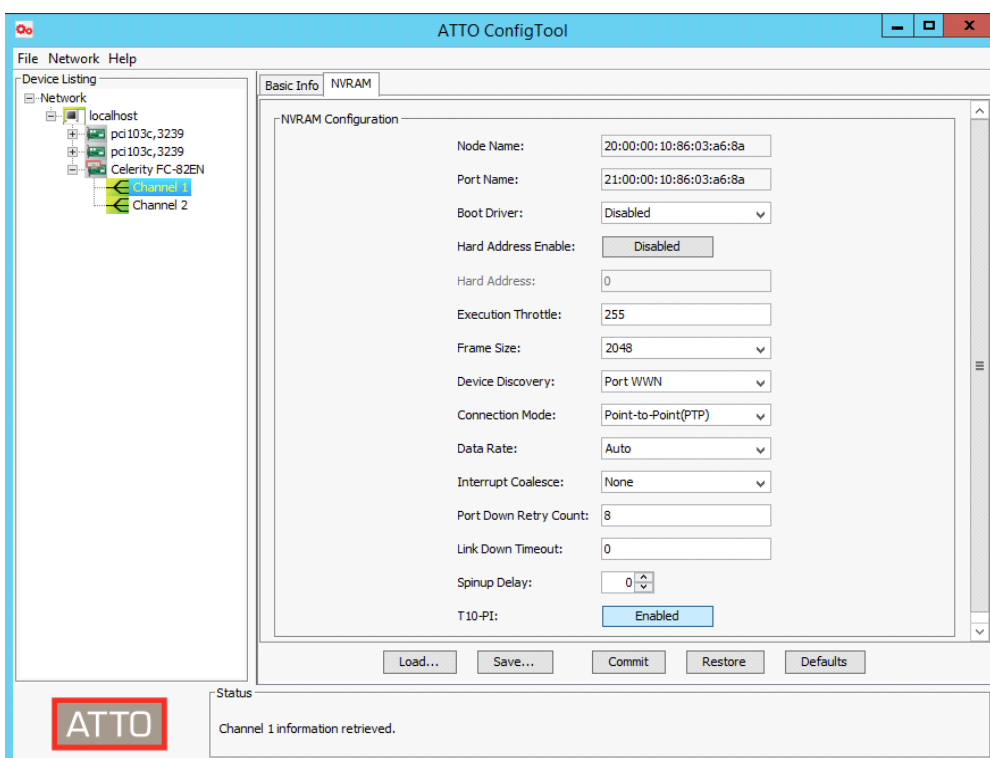 ATTO ConfigTool
File Network Help
Device Listing
Network
localhost
pci103c,3239
pci103c,3239
Celerity FC-82EN
Channel 1
Channel 2
Basic Info NVRAM
NVRAM Configuration
Node Name: 20:00:00:10:86:03:a6:8a
Port Name: 21:00:00:10:86:03:a6:8a
Boot Driver: Disabled
Hard Address Enable: Disabled
Hard Address: 0
Execution Throttle: 255
Frame Size: 2048
Device Discovery: Port WWN
Connection Mode: Point-to-Point(PTP)
Data Rate: Auto
Interrupt Coalesce: None
Port Down Retry Count: 8
Link Down Timeout: 0
Spinup Delay: 0
T10-PI: Enabled
Load... Save... Commit Restore Defaults
ATTO
Status
Channel 1 information retrieved.